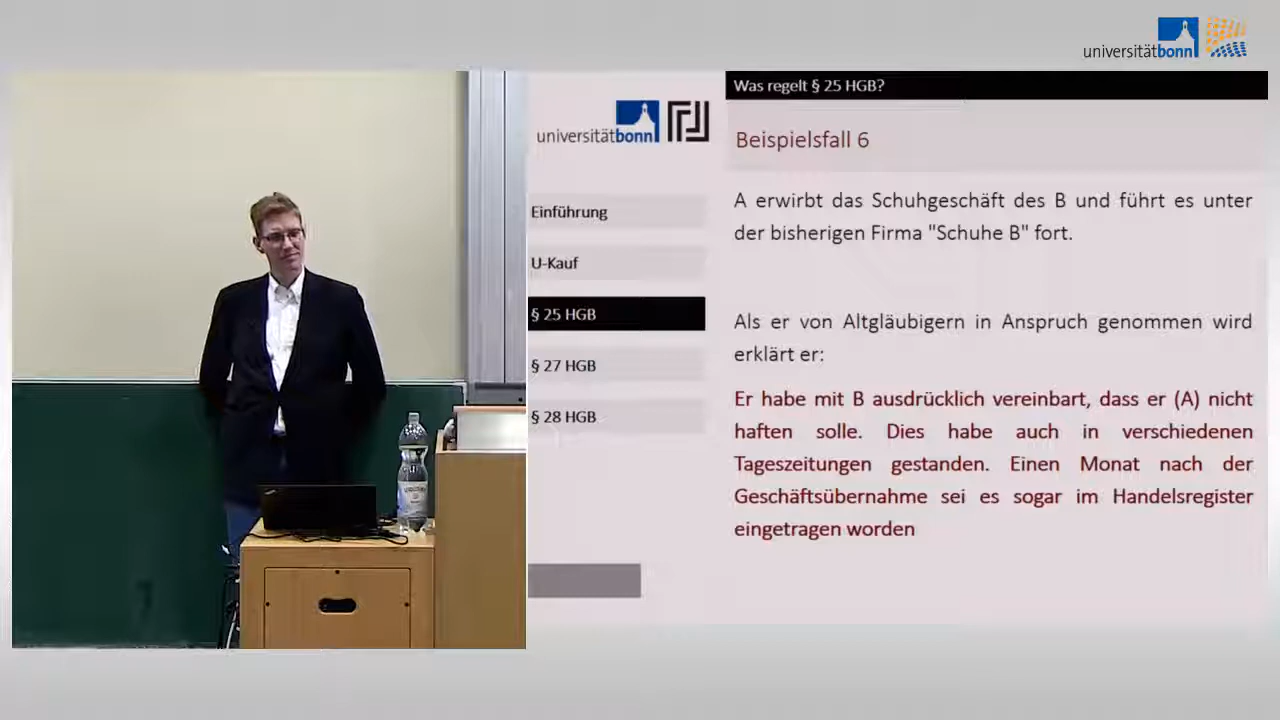 universitätbonn
Was regelt § 25 HGB?
universitätbonn
Beispielsfall 6
Einführung
U-Kauf
§ 25 HGB
§ 27 HGB
§ 28 HGB
A erwirbt das Schuhgeschäft des B und führt es unter
der bisherigen Firma "Schuhe B" fort.
Als er von Altgläubigern in Anspruch genommen wird
erklärt er:
Er habe mit B ausdrücklich vereinbart, dass er (A) nicht
haften solle. Dies habe auch in verschiedenen
Tageszeitungen gestanden. Einen Monat nach der
Geschäftsübernahme sei es sogar im Handelsregister
eingetragen worden